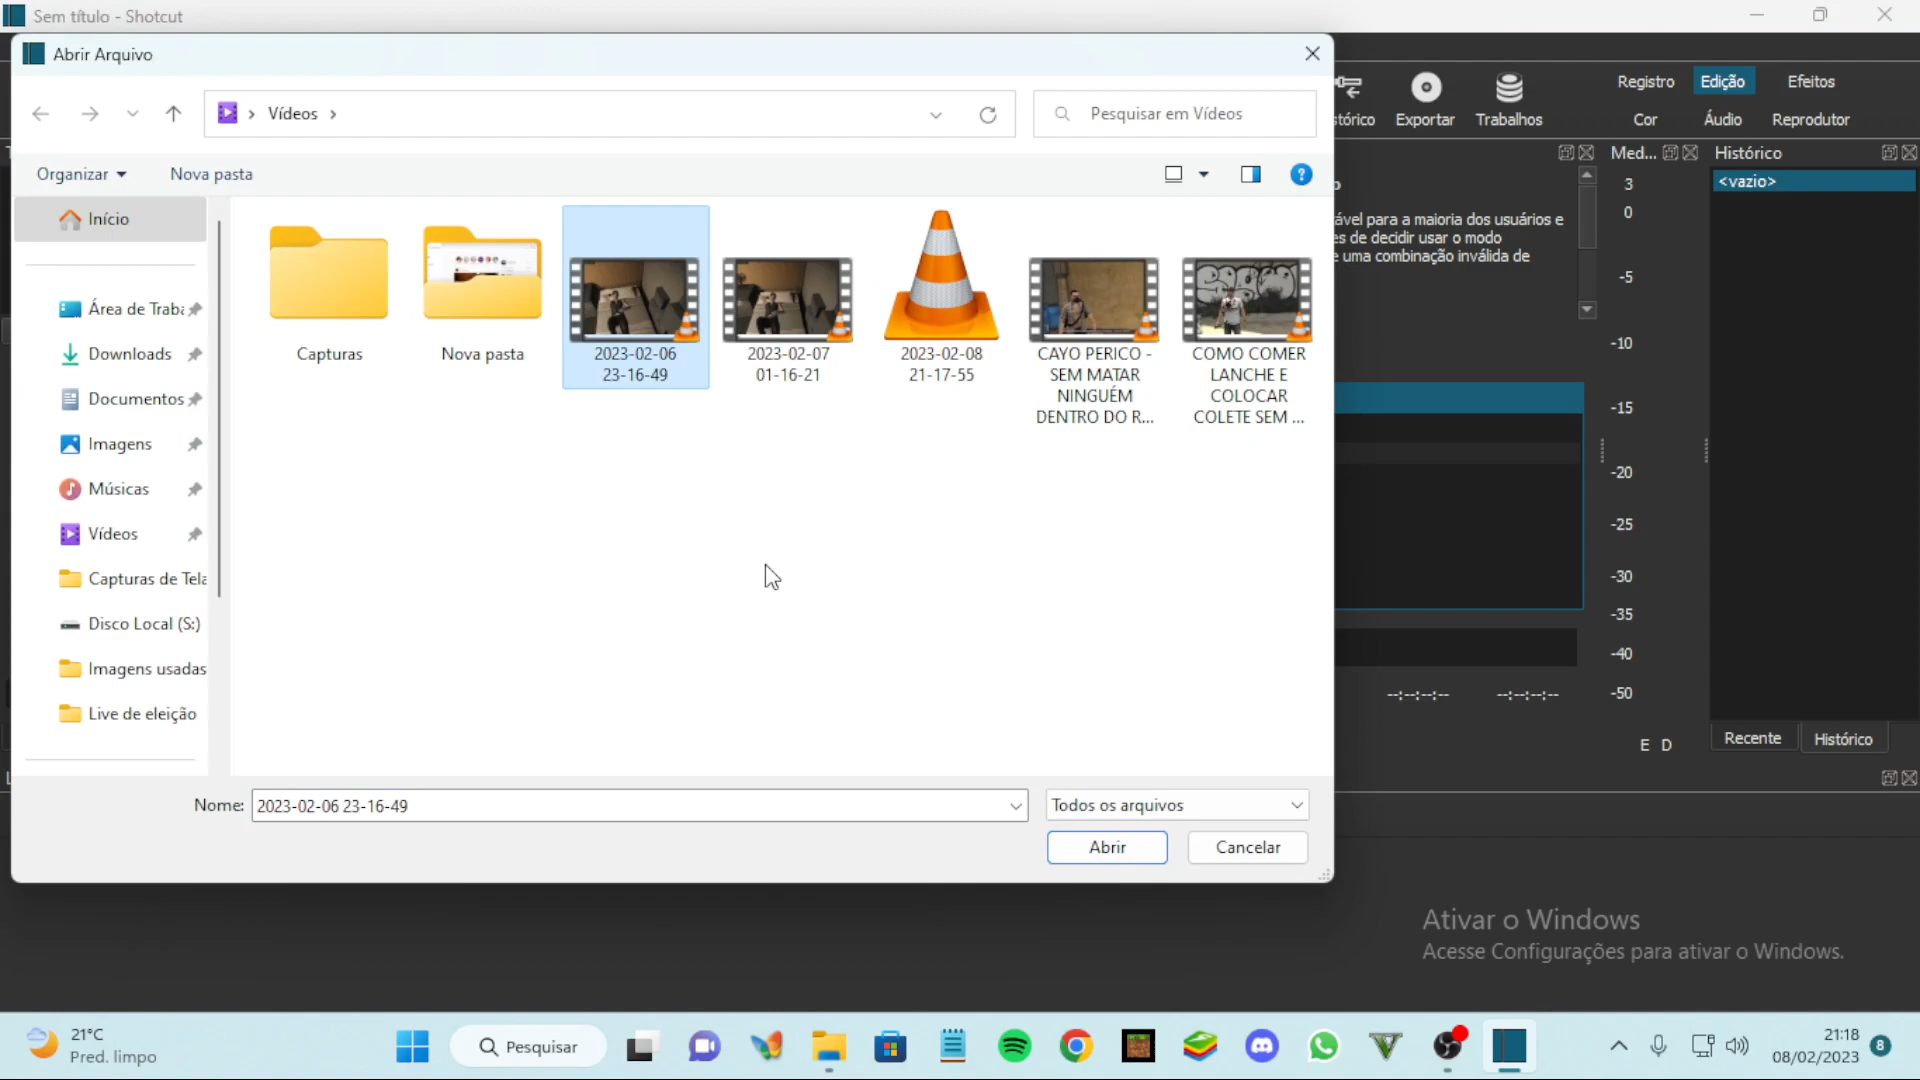 Sem título - Shotcut
Abrir Arquivo
Vídeos
Pesquisar em Vídeos
Organizar
Nova pasta
Início
Área de Traba
Downloads
Documentos
Imagens
Músicas
Vídeos
Capturas de Tela
Disco Local (S:)
Imagens usadas
Live de eleição
Capturas
Nova pasta
2023-02-06
23-16-49
2023-02-07
01-16-21
2023-02-08
21-17-55
CAYO PERICO -
SEM MATAR
NINGUÉM
DENTRO DO R...
COMO COMER
LANCHE E
COLOCAR
COLETE SEM ...
Nome: 2023-02-06 23-16-49
Todos os arquivos
Abrir
Cancelar
stórico
Exportar
Trabalhos
Registro
Edição
Efeitos
Cor
Áudio
Reprodutor
ável para a maioria dos usuários e
es de decidir usar o modo
e uma combinação inválida de
Med...
3
0
-5
-10
-15
-20
-25
-30
-35
-40
-50
E D
Histórico
<vazio>
--:--:--:--
--:--:--:--
Recente
Histórico
Ativar o Windows
Acesse Configurações para ativar o Windows.
21°C
Pred. limpo
Pesquisar
21:18
08/02/2023
8